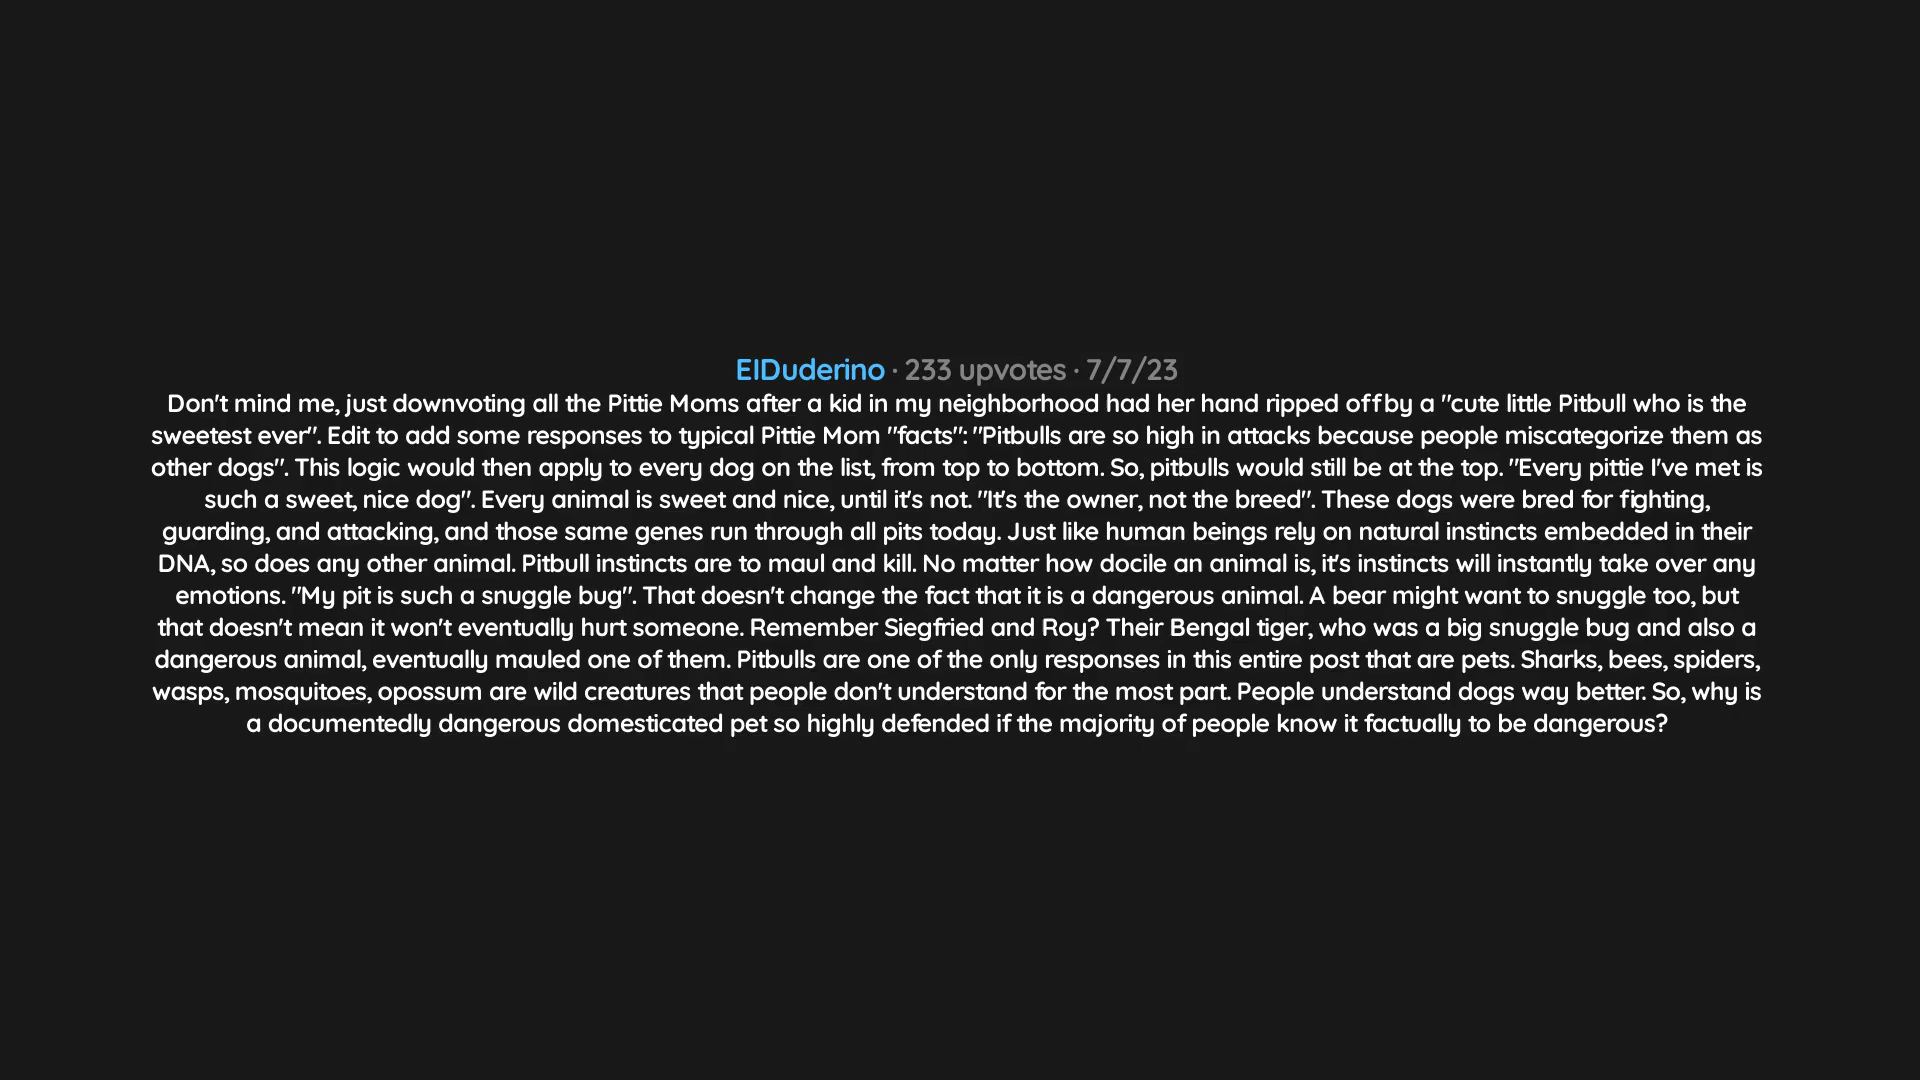 ElDuderino · 233 upvotes · 7/7/23
Don't mind me, just downvoting all the Pittie Moms after a kid in my neighborhood had her hand ripped off by a "cute little Pitbull who is the
sweetest ever". Edit to add some responses to typical Pittie Mom "facts": "Pitbulls are so high in attacks because people miscategorize them as
other dogs". This logic would then apply to every dog on the list, from top to bottom. So, pitbulls would still be at the top. "Every pittie I've met is
such a sweet, nice dog". Every animal is sweet and nice, until it's not. "It's the owner, not the breed". These dogs were bred for fighting,
guarding, and attacking, and those same genes run through all pits today. Just like human beings rely on natural instincts embedded in their
DNA, so does any other animal. Pitbull instincts are to maul and kill. No matter how docile an animal is, it's instincts will instantly take over any
emotions. "My pit is such a snuggle bug". That doesn't change the fact that it is a dangerous animal. A bear might want to snuggle too, but
that doesn't mean it won't eventually hurt someone. Remember Siegfried and Roy? Their Bengal tiger, who was a big snuggle bug and also a
dangerous animal, eventually mauled one of them. Pitbulls are one of the only responses in this entire post that are pets. Sharks, bees, spiders,
wasps, mosquitoes, opossum are wild creatures that people don't understand for the most part. People understand dogs way better. So, why is
a documentedly dangerous domesticated pet so highly defended if the majority of people know it factually to be dangerous?